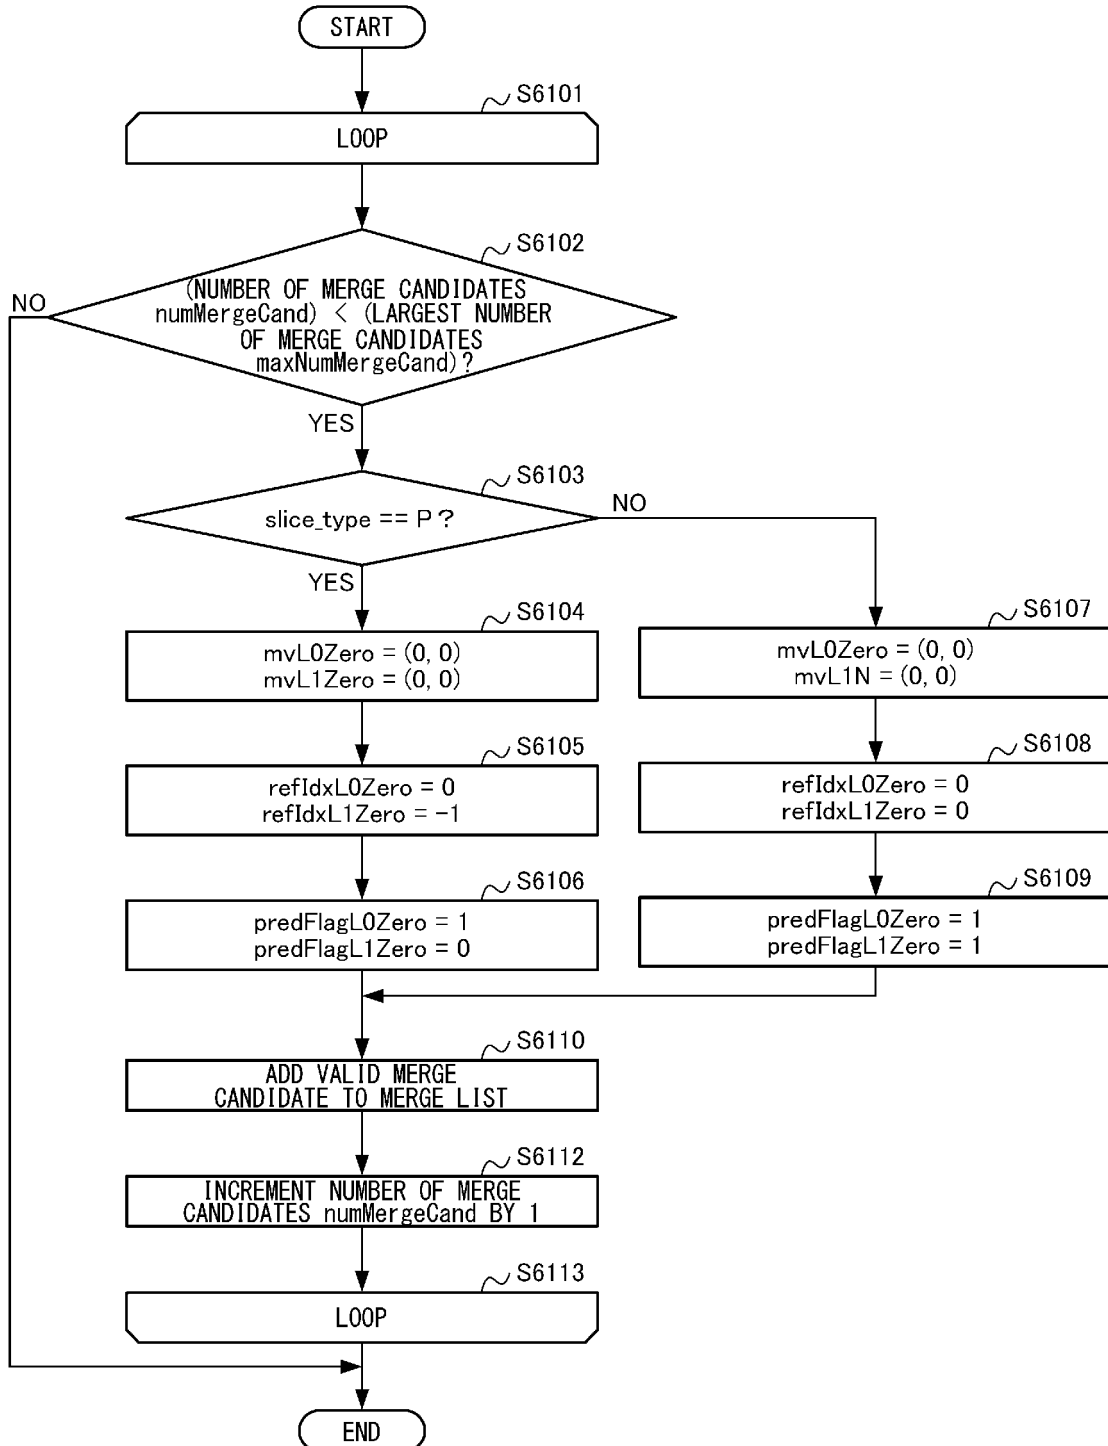 START
S6101
LOOP
S6102
(NUMBER OF MERGE CANDIDATES
numMergeCand) < (LARGEST NUMBER
OF MERGE CANDIDATES
maxNumMergeCand)?
NO
YES
S6103
slice_type == P?
NO
YES
S6104
mvL0Zero = (0, 0)
mvL1Zero = (0, 0)
S6107
mvL0Zero = (0, 0)
mvL1N = (0, 0)
S6105
refIdxL0Zero = 0
refIdxL1Zero = -1
S6108
refIdxL0Zero = 0
refIdxL1Zero = 0
S6106
predFlagL0Zero = 1
predFlagL1Zero = 0
S6109
predFlagL0Zero = 1
predFlagL1Zero = 1
S6110
ADD VALID MERGE
CANDIDATE TO MERGE LIST
S6112
INCREMENT NUMBER OF MERGE
CANDIDATES numMergeCand BY 1
S6113
LOOP
END